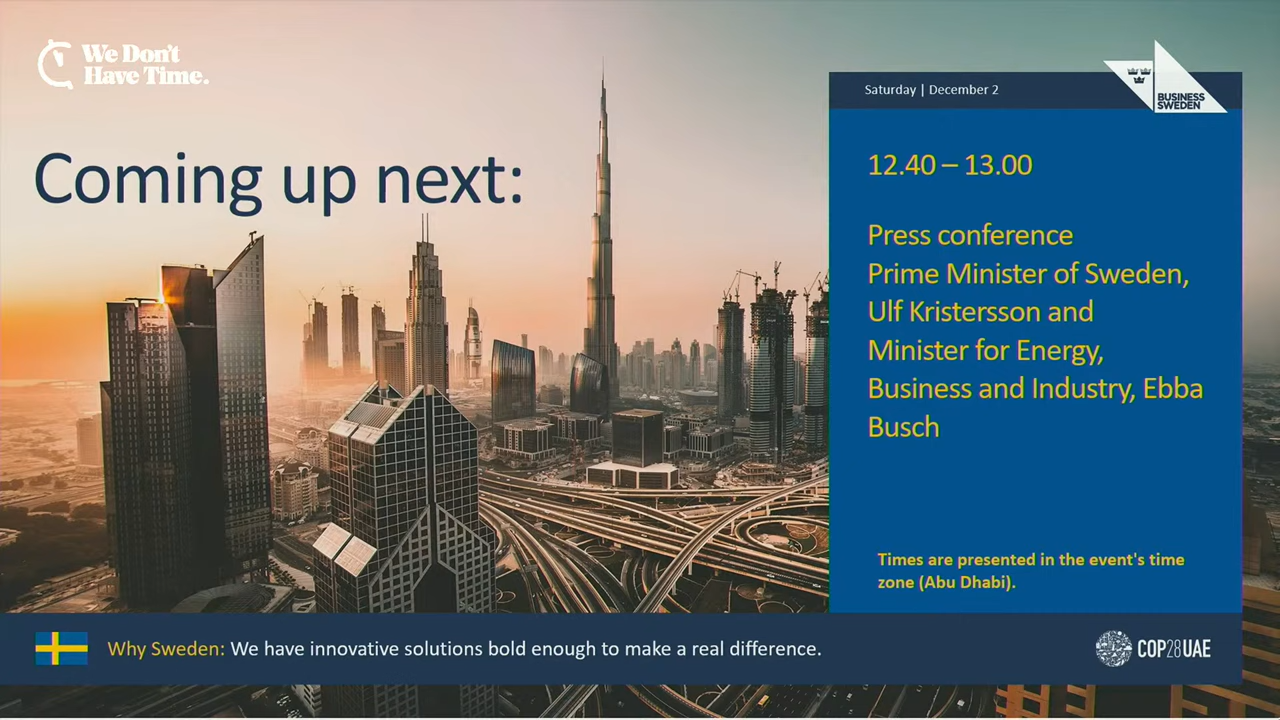 We Don't
Have Time.
Coming up next:
Saturday | December 2
BUSINESS
SWEDEN
12.40 – 13.00
Press conference
Prime Minister of Sweden,
Ulf Kristersson and
Minister for Energy,
Business and Industry, Ebba
Busch
Times are presented in the event's time
zone (Abu Dhabi).
Why Sweden: We have innovative solutions bold enough to make a real difference.
COP28UAE